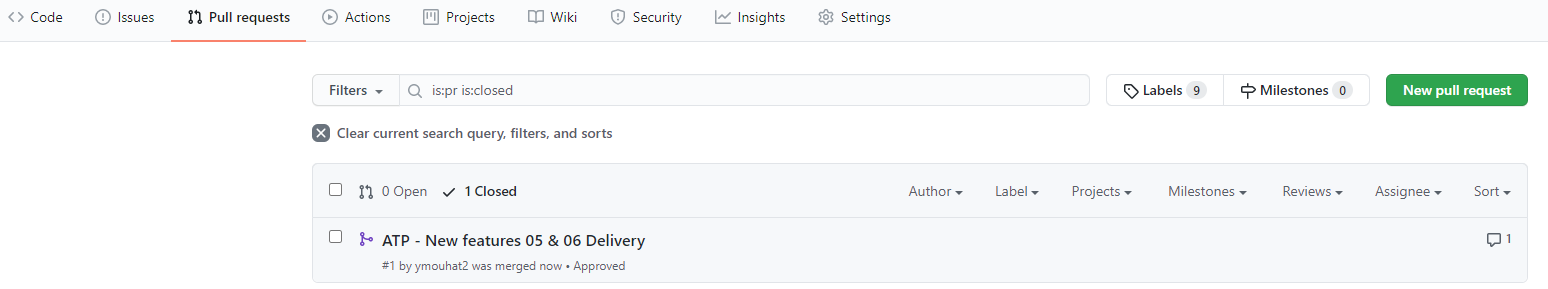 Code Issues Pull requests Actions Projects Wiki Security Insights Settings
Filters is:pr is:closed Labels 9 Milestones 0 New pull request
Clear current search query, filters, and sorts
0 Open 1 Closed Author Label Projects Milestones Reviews Assignee Sort
ATP - New features 05 & 06 Delivery 1
#1 by ymouhat2 was merged now • Approved